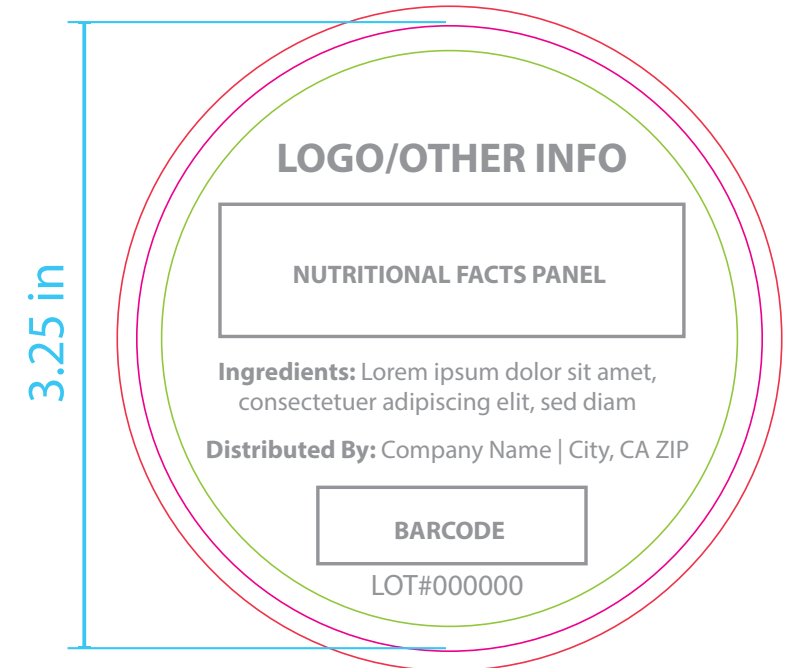 LOGO/OTHER INFO
NUTRITIONAL FACTS PANEL
Ingredients: Lorem ipsum dolor sit amet,
consectetuer adipiscing elit, sed diam
Distributed By: Company Name | City, CA ZIP
BARCODE
LOT#000000
3.25 in